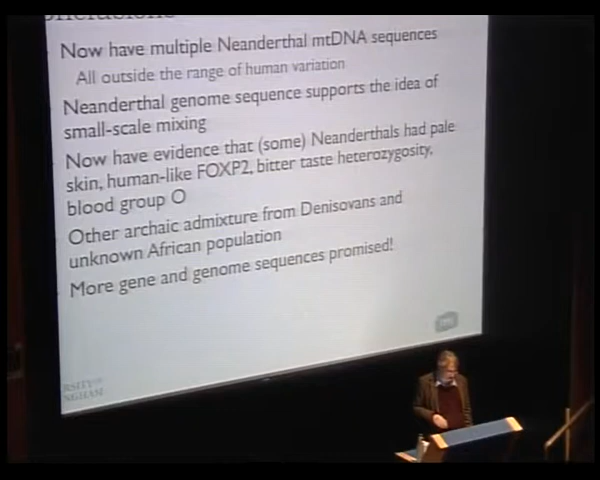 Now have multiple Neanderthal mtDNA sequences
All outside the range of human variation
Neanderthal genome sequence supports the idea of
small-scale mixing
Now have evidence that (some) Neanderthals had pale
skin, human-like FOXP2, bitter taste heterozygosity,
blood group O
Other archaic admixture from Denisovans and
unknown African population
More gene and genome sequences promised!